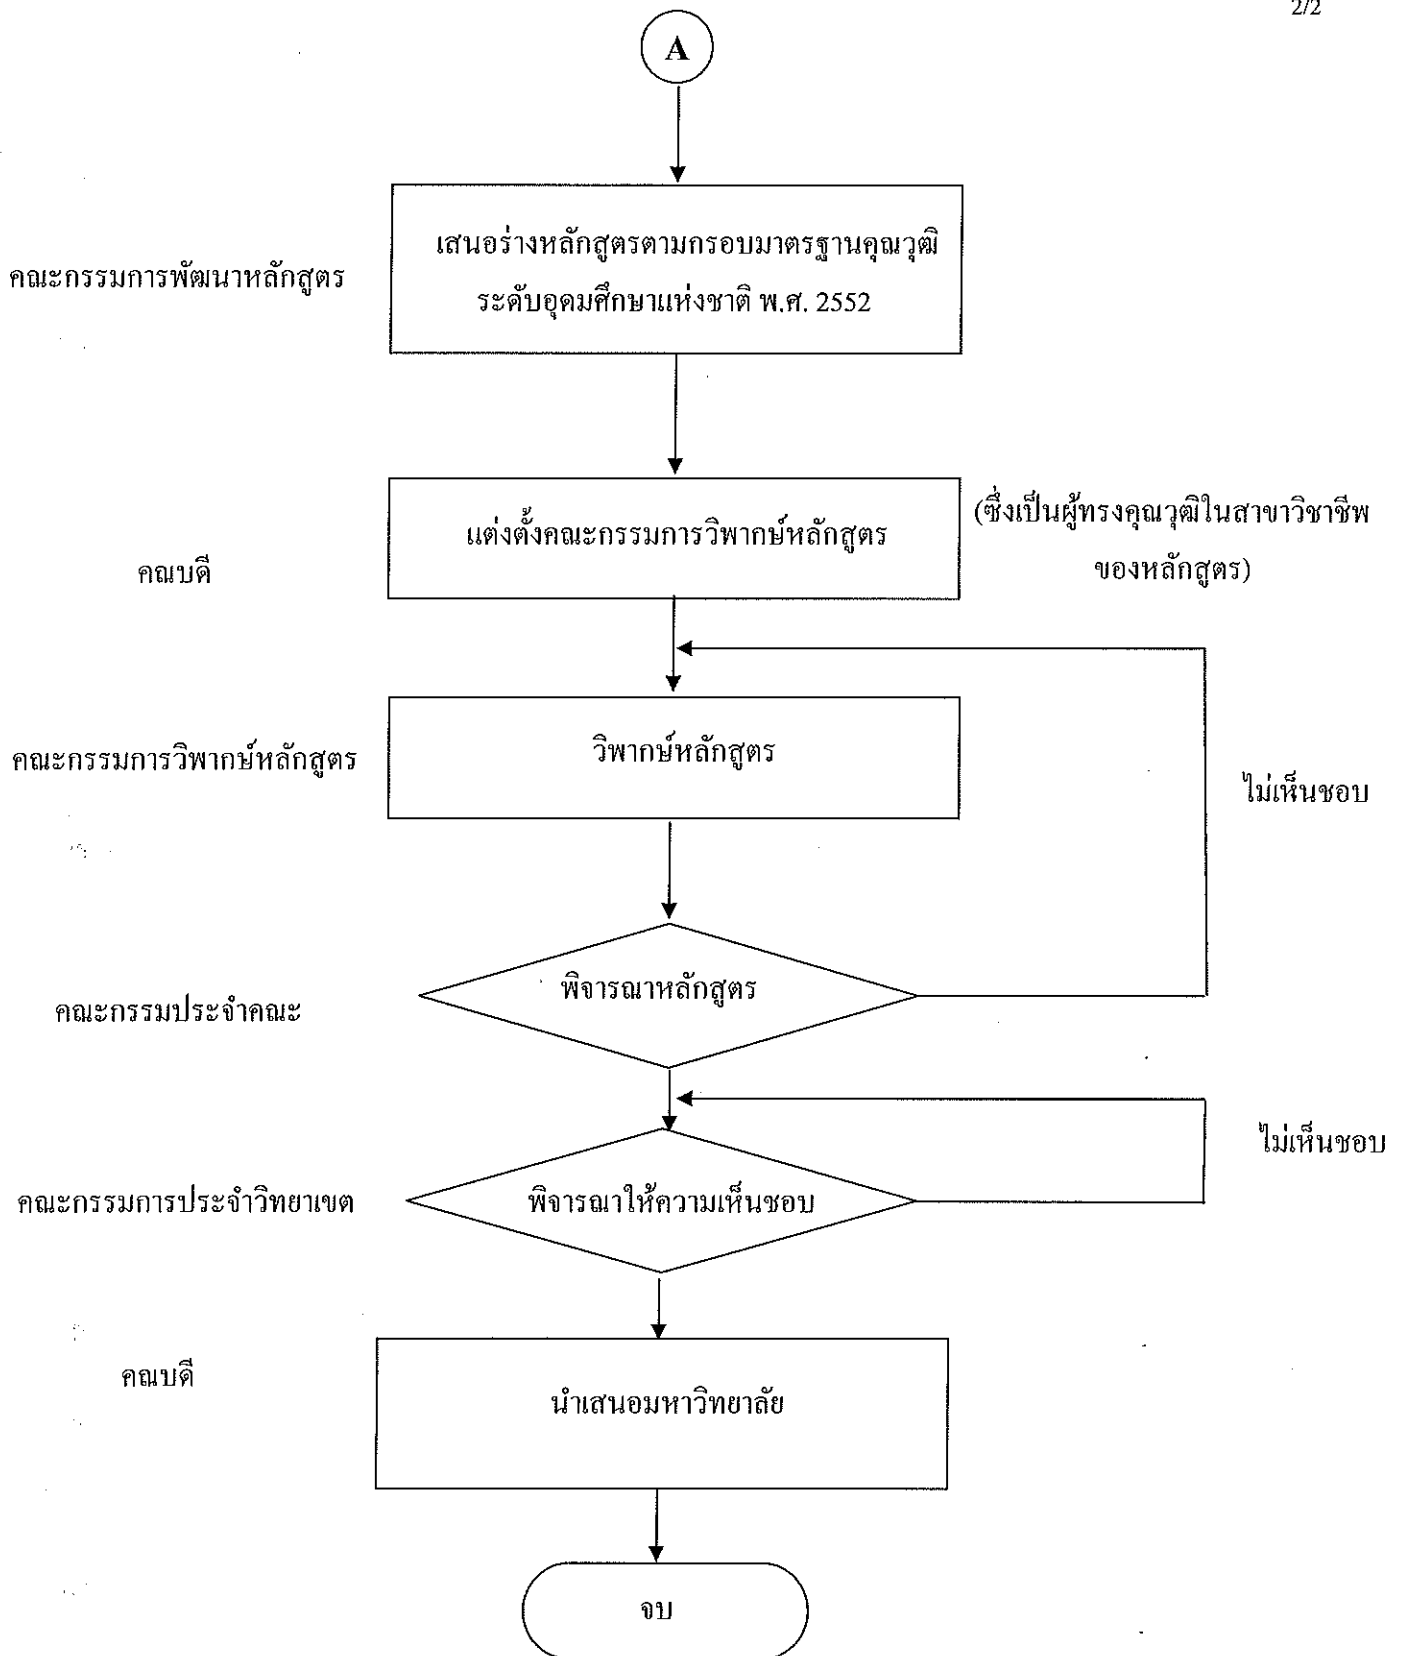 2/2
A
เสนอร่างหลักสูตรตามกรอบมาตรฐานคุณวุฒิ
ระดับอุดมศึกษาแห่งชาติ พ.ศ. 2552
คณะกรรมการพัฒนาหลักสูตร
แต่งตั้งคณะกรรมการวิพากษ์หลักสูตร
(ซึ่งเป็นผู้ทรงคุณวุฒิในสาขาวิชาชีพ
ของหลักสูตร)
คณบดี
วิพากษ์หลักสูตร
คณะกรรมการวิพากษ์หลักสูตร
ไม่เห็นชอบ
พิจารณาหลักสูตร
คณะกรรมประจำคณะ
ไม่เห็นชอบ
คณะกรรมการประจำวิทยาเขต
พิจารณาให้ความเห็นชอบ
คณบดี
นำเสนอมหาวิทยาลัย
จบ